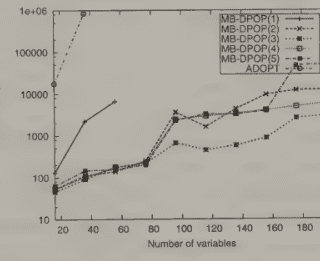 1e+06
100000
10000
1000
100
10
MB-DPOP(1)
MB-DPOP(2)
MB-DPOP(3)
MB-DPOP(4)
MB-DPOP(5)
ADOPT
20 40 60 80 100 120 140 160 180
Number of variables